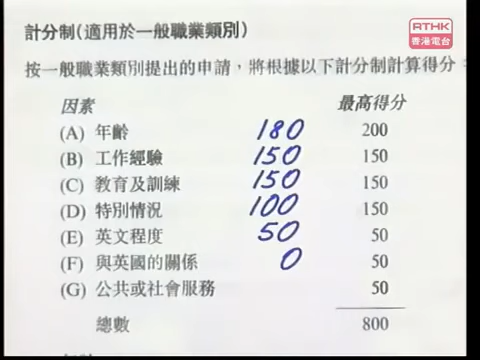 計分制(適用於一般職業類別)
RTHK
香港電台
按一般職業類別提出的申請，將根據以下計分制計算得分：
因素 最高得分
(A) 年齡 180 200
(B) 工作經驗 150 150
(C) 教育及訓練 150 150
(D) 特別情況 100 150
(E) 英文程度 50 50
(F) 與英國的關係 0 50
(G) 公共或社會服務 50
總數 800